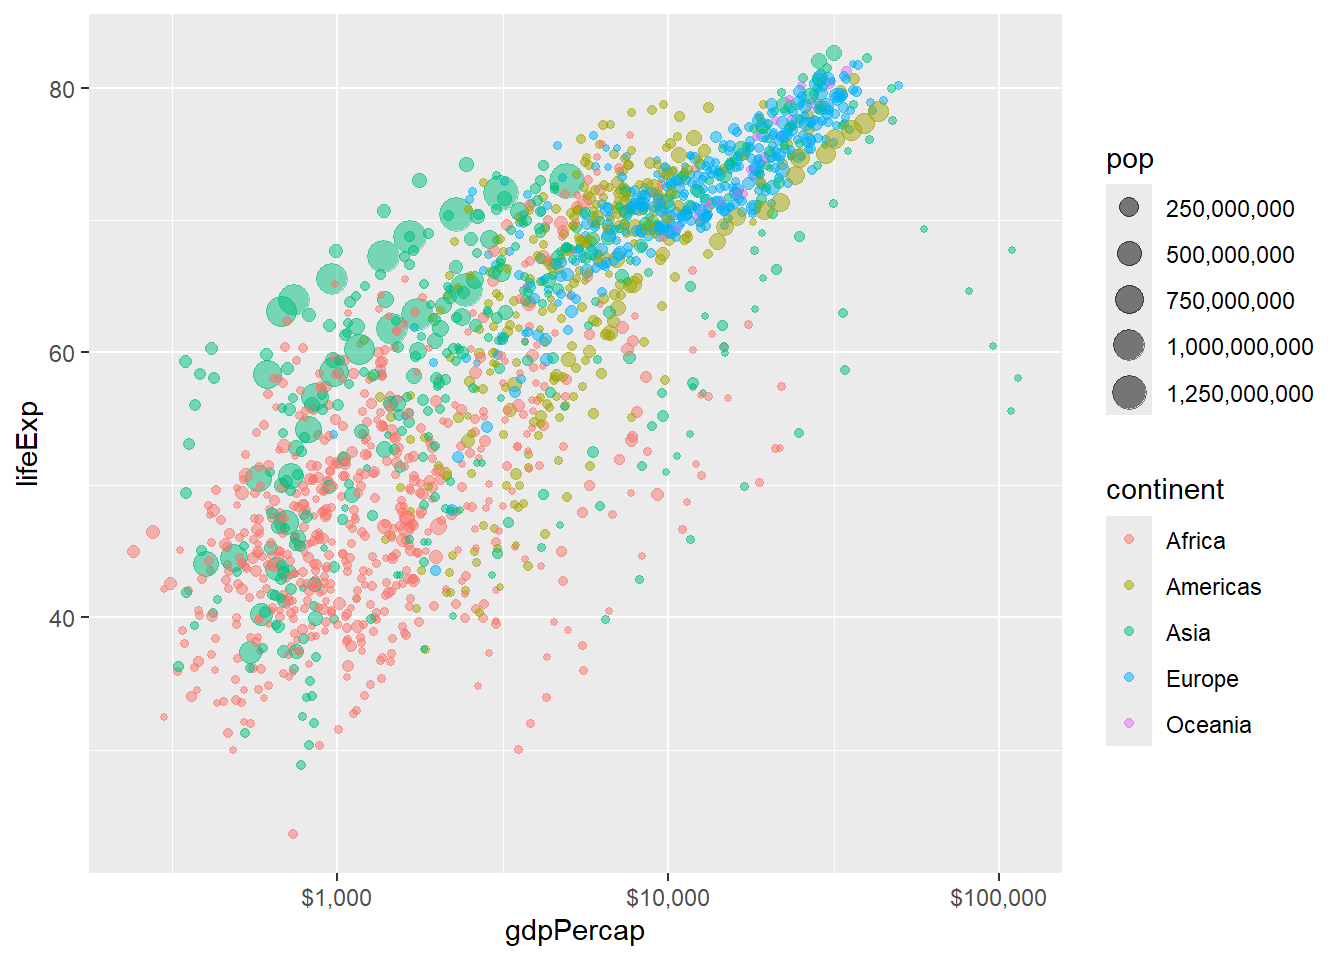 80
60
40
lifeExp
$1,000
$10,000
$100,000
gdpPercap
pop
250,000,000
500,000,000
750,000,000
1,000,000,000
1,250,000,000
continent
Africa
Americas
Asia
Europe
Oceania